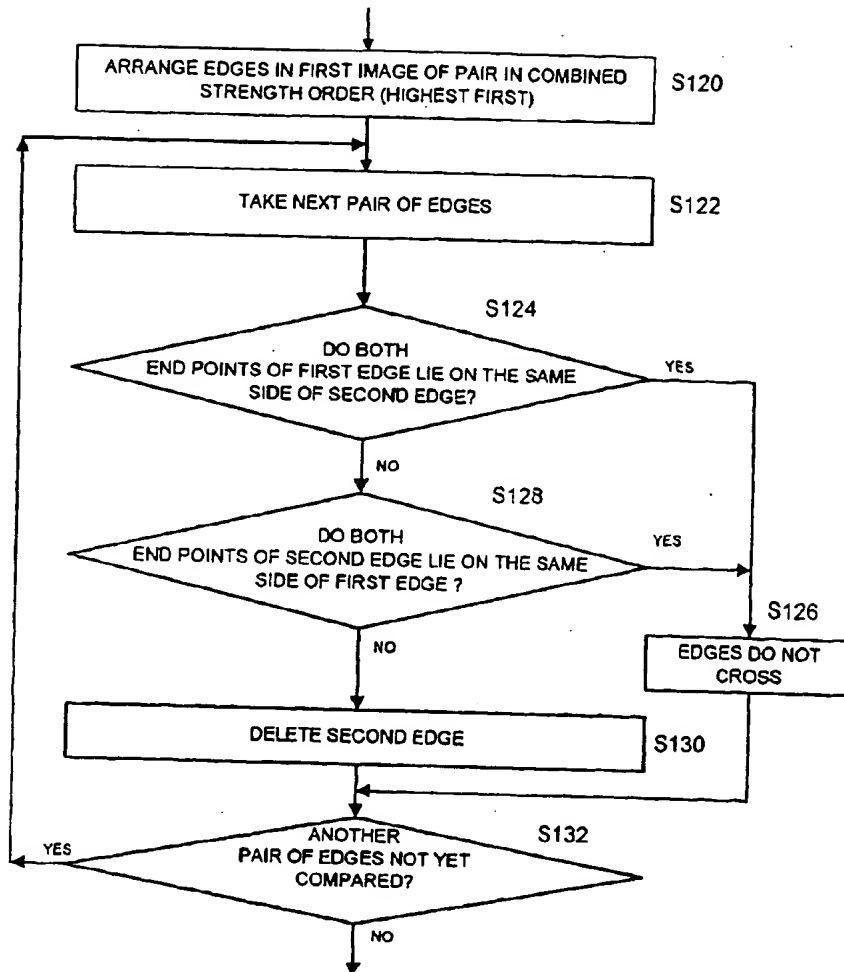 ARRANGE EDGES IN FIRST IMAGE OF PAIR IN COMBINED
STRENGTH ORDER (HIGHEST FIRST)
S120
TAKE NEXT PAIR OF EDGES
S122
S124
DO BOTH
END POINTS OF FIRST EDGE LIE ON THE SAME
SIDE OF SECOND EDGE?
YES
NO
S128
DO BOTH
END POINTS OF SECOND EDGE LIE ON THE SAME
SIDE OF FIRST EDGE ?
YES
NO
S126
EDGES DO NOT
CROSS
DELETE SECOND EDGE
S130
S132
ANOTHER
PAIR OF EDGES NOT YET
COMPARED?
YES
NO